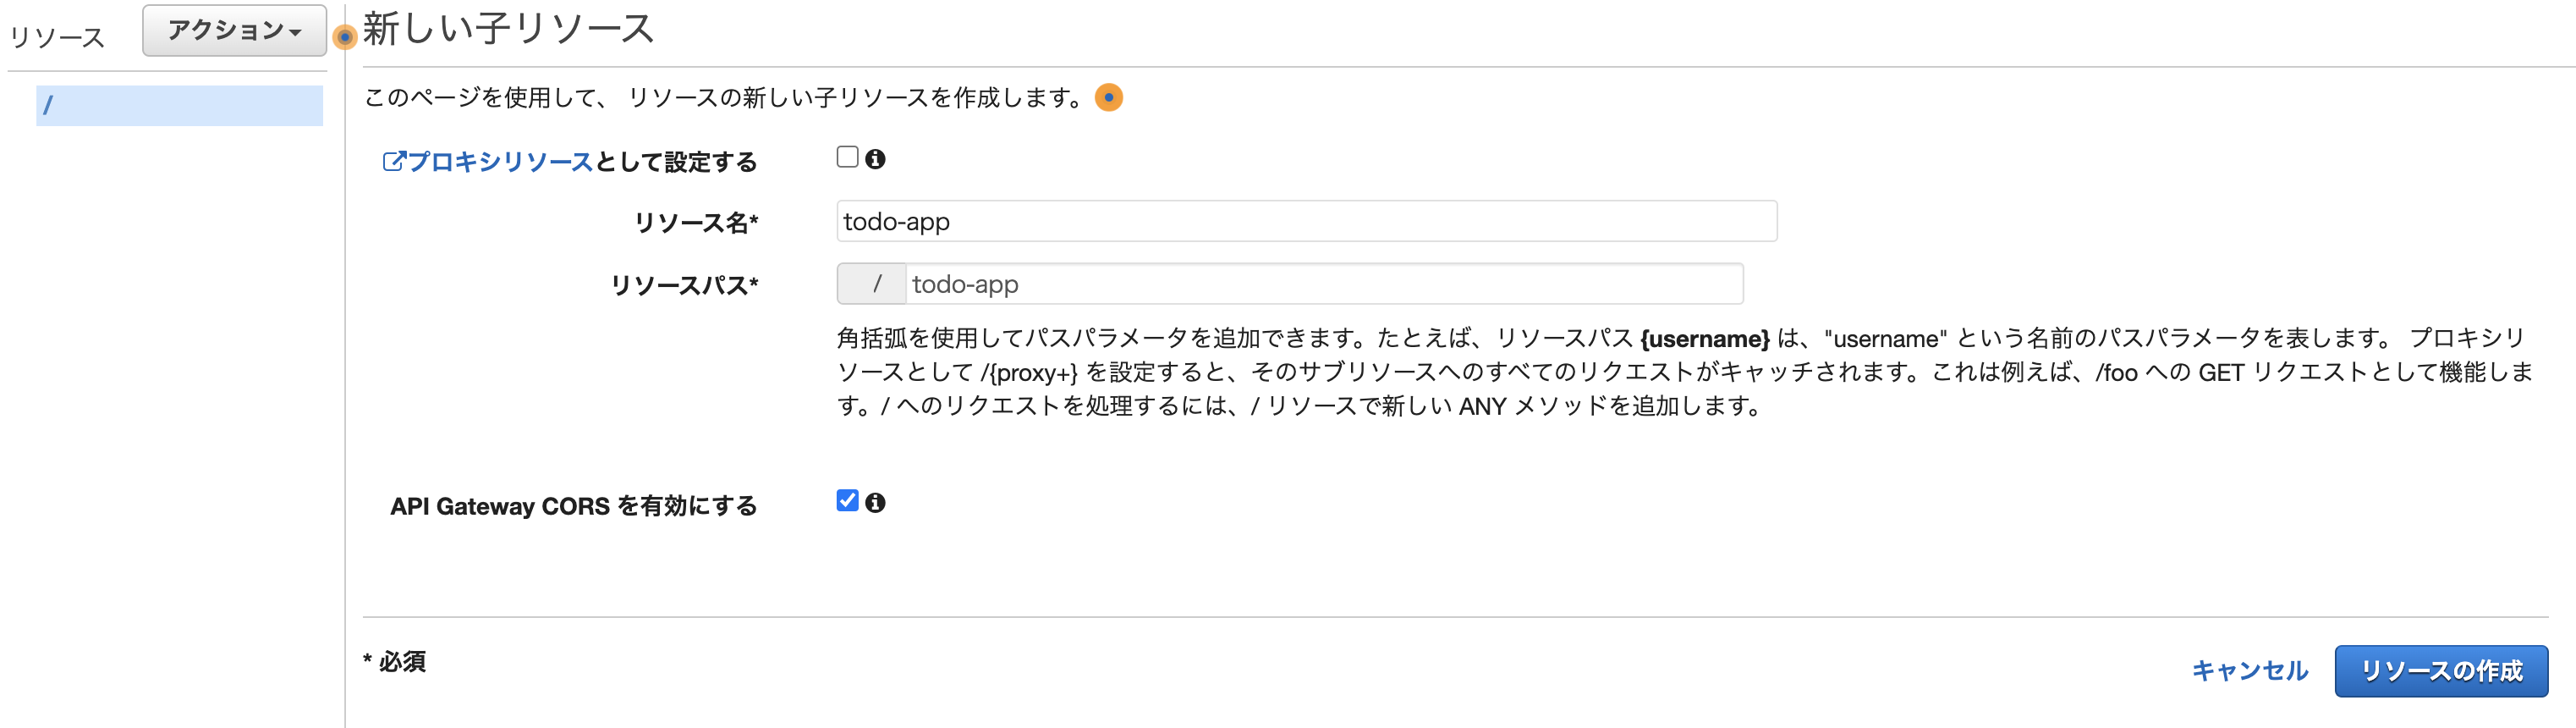 リソース
アクション
/
新しい子リソース
このページを使用して、 リソースの新しい子リソースを作成します。
プロキシリソースとして設定する
リソース名*
todo-app
リソースパス*
/ todo-app
角括弧を使用してパスパラメータを追加できます。たとえば、リソースパス {username} は、"username" という名前のパスパラメータを表します。 プロキシリ
ソースとして /{proxy+} を設定すると、そのサブリソースへのすべてのリクエストがキャッチされます。これは例えば、/foo への GET リクエストとして機能しま
す。/ へのリクエストを処理するには、/ リソースで新しい ANY メソッドを追加します。
API Gateway CORS を有効にする
* 必須
キャンセル
リソースの作成